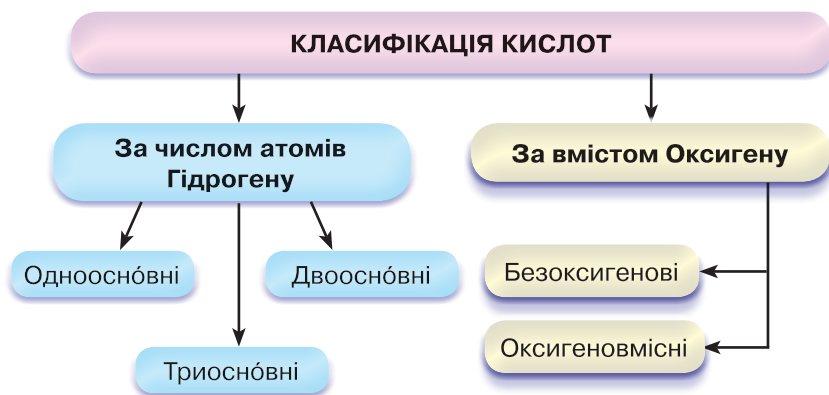 КЛАСИФІКАЦІЯ КИСЛОТ
За числом атомів
Гідрогену
За вмістом Оксигену
Одноосно́вні
Двоосно́вні
Триосно́вні
Безоксигенові
Оксигеновмісні